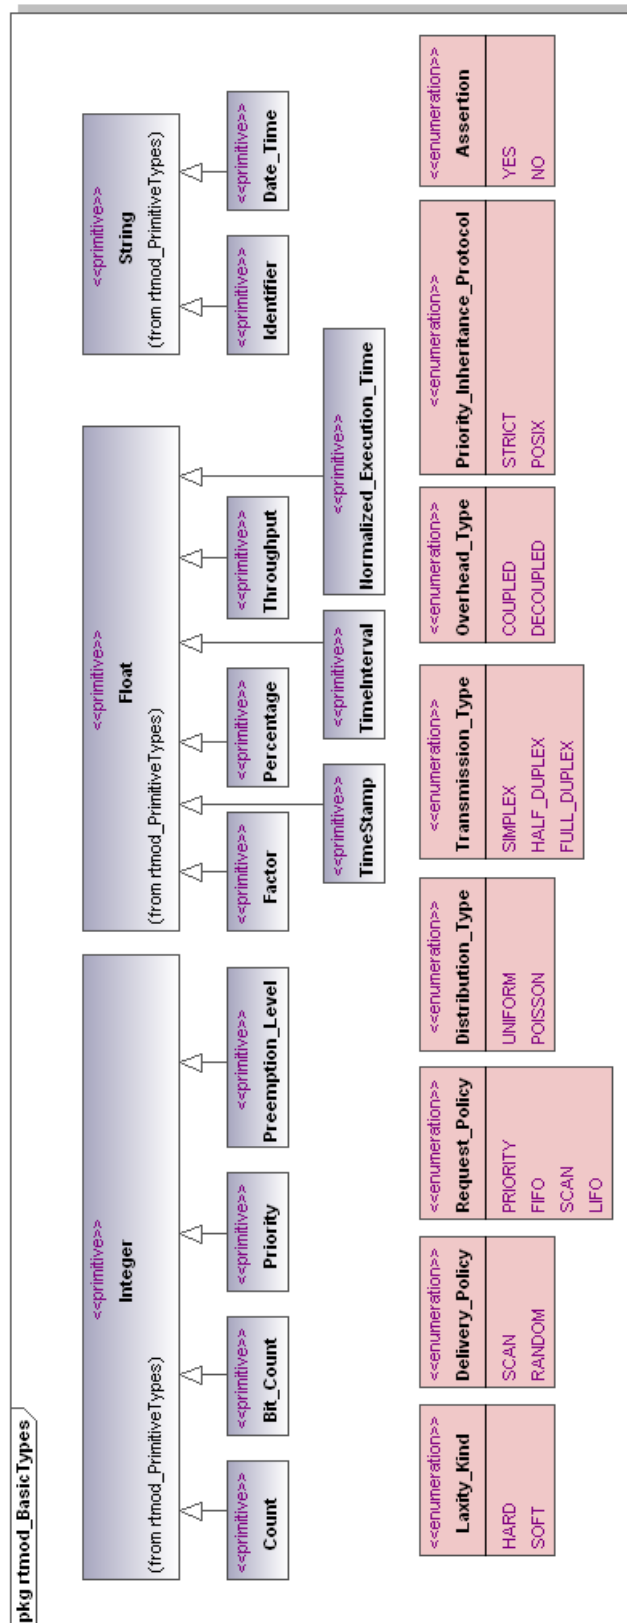 pkg rtmod_BasicTypes
<<primitive>>
Integer
(from rtmod_PrimitiveTypes)
<<primitive>>
Float
(from rtmod_PrimitiveTypes)
<<primitive>>
String
(from rtmod_PrimitiveTypes)
<<primitive>>
Count
<<primitive>>
Bit_Count
<<primitive>>
Priority
<<primitive>>
Preemption_Level
<<primitive>>
Factor
<<primitive>>
Percentage
<<primitive>>
Throughput
<<primitive>>
Identifier
<<primitive>>
Date_Time
<<primitive>>
TimeStamp
<<primitive>>
TimeInterval
<<primitive>>
Normalized_Execution_Time
<<enumeration>>
Laxity_Kind
HARD
SOFT
<<enumeration>>
Delivery_Policy
SCAN
RANDOM
<<enumeration>>
Request_Policy
PRIORITY
FIFO
SCAN
LIFO
<<enumeration>>
Distribution_Type
UNIFORM
POISSON
<<enumeration>>
Transmission_Type
SIMPLEX
HALF_DUPLEX
FULL_DUPLEX
<<enumeration>>
Overhead_Type
COUPLED
DECOUPLED
<<enumeration>>
Priority_Inheritance_Protocol
STRICT
POSIX
<<enumeration>>
Assertion
YES
NO